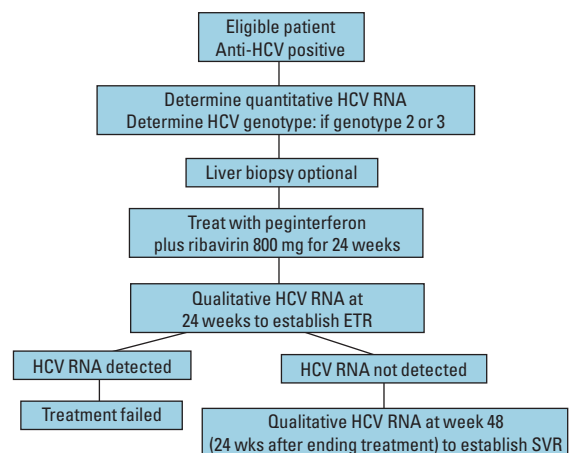 Eligible patient
Anti-HCV positive
Determine quantitative HCV RNA
Determine HCV genotype: if genotype 2 or 3
Liver biopsy optional
Treat with peginterferon
plus ribavirin 800 mg for 24 weeks
Qualitative HCV RNA at
24 weeks to establish ETR
HCV RNA detected
HCV RNA not detected
Treatment failed
Qualitative HCV RNA at week 48
(24 wks after ending treatment) to establish SVR